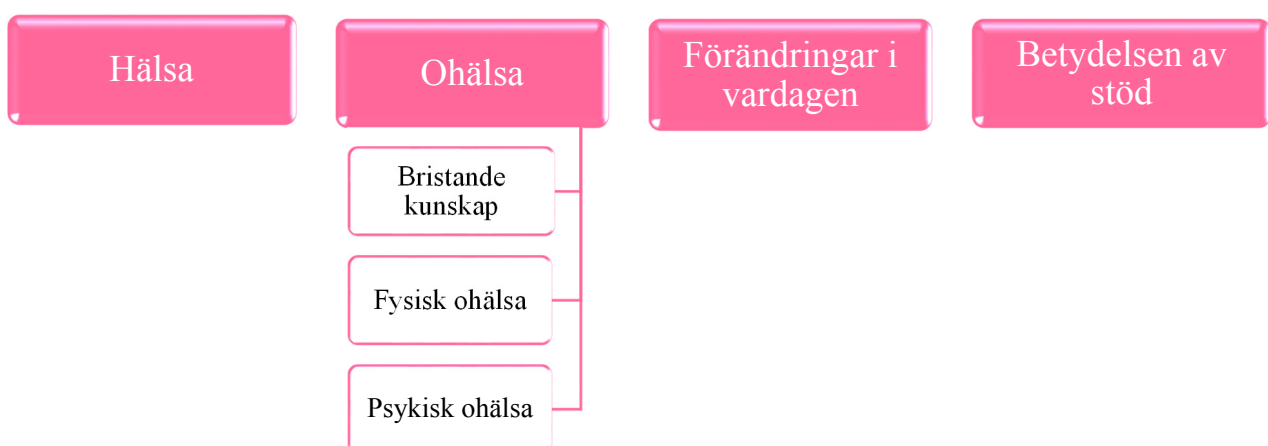 Hälsa
Ohälsa
Förändringar i
vardagen
Betydelsen av
stöd
Bristande
kunskap
Fysisk ohälsa
Psykisk ohälsa